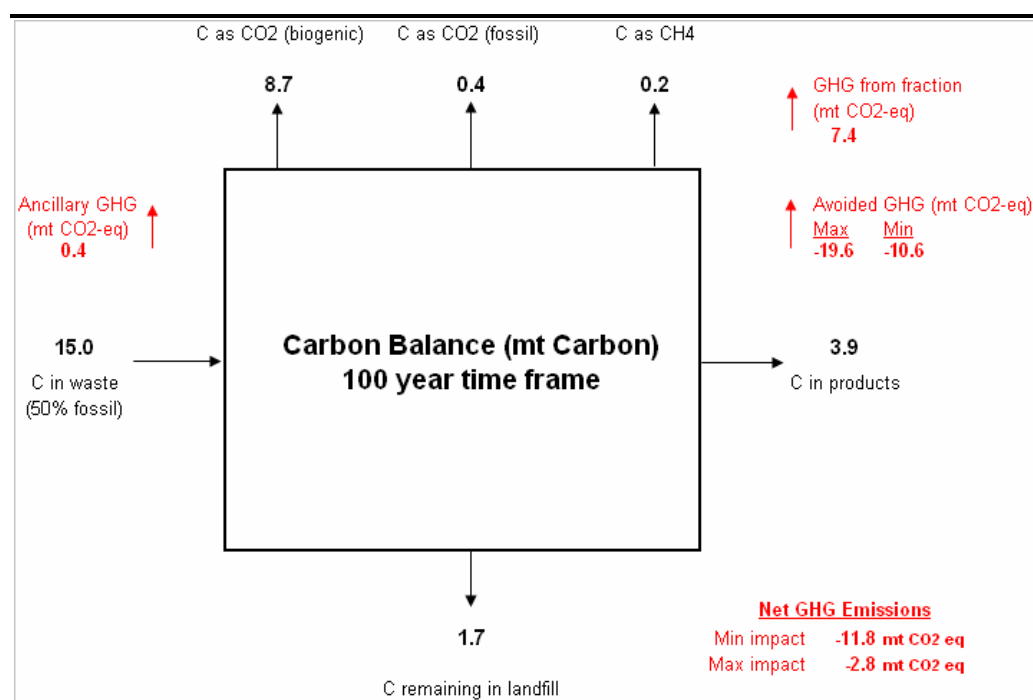 C as CO2 (biogenic) C as CO2 (fossil) C as CH4
8.7 0.4 0.2
GHG from fraction
(mt CO2-eq)
7.4
Ancillary GHG
(mt CO2-eq)
0.4
Avoided GHG (mt CO2-eq)
Max Min
-19.6 -10.6
15.0
C in waste
(50% fossil)
Carbon Balance (mt Carbon)
100 year time frame
3.9
C in products
1.7
C remaining in landfill
Net GHG Emissions
Min impact -11.8 mt CO2 eq
Max impact -2.8 mt CO2 eq